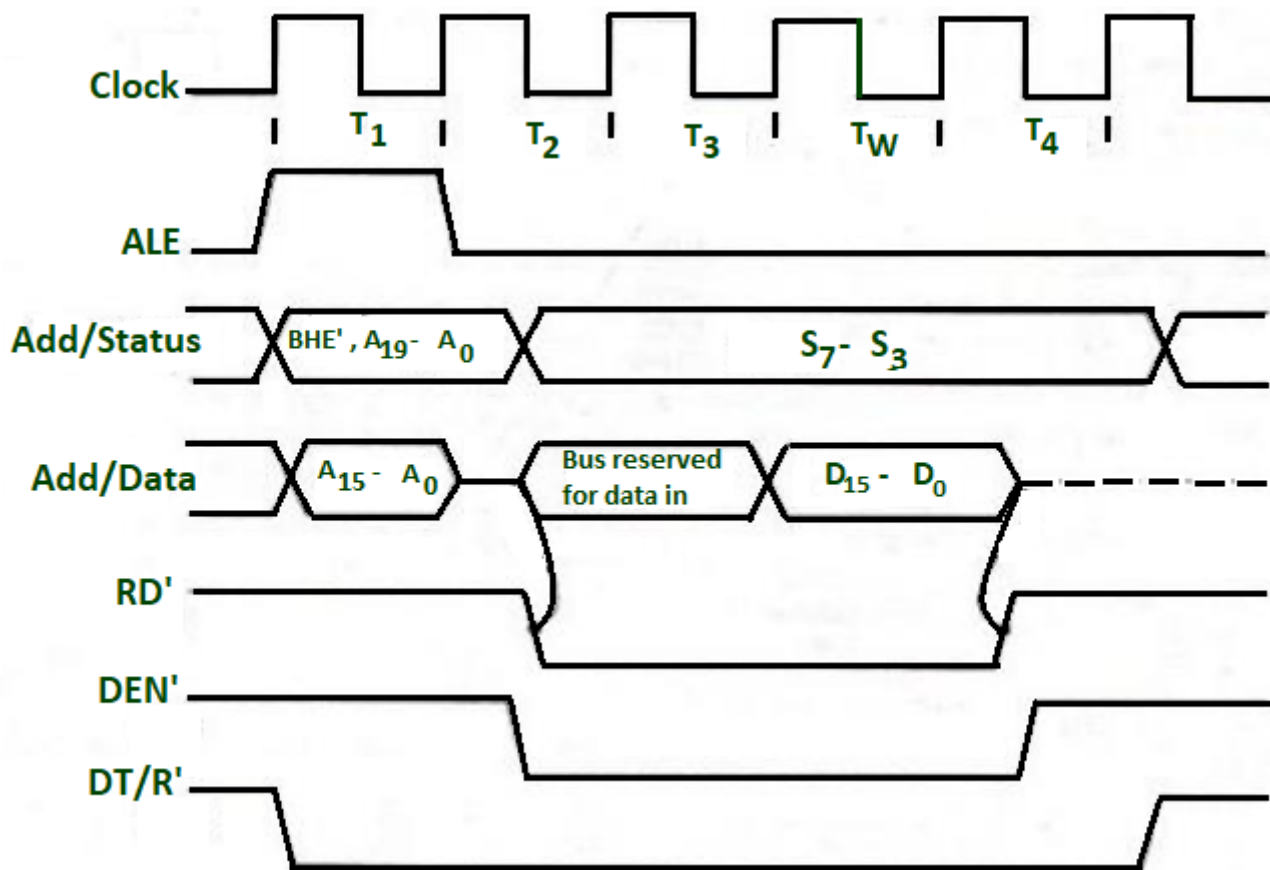 Clock
T1 T2 T3 TW T4
ALE
Add/Status BHE' , A19 - A0 S7 - S3
Add/Data A15 - A0 Bus reserved for data in D15 - D0
RD'
DEN'
DT/R'